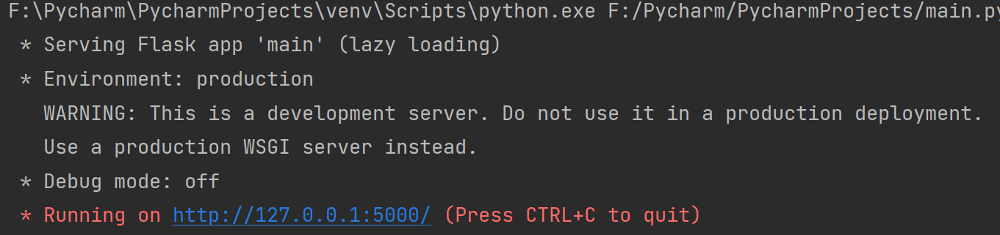 F:\Pycharm\PycharmProjects\venv\Scripts\python.exe F:/Pycharm/PycharmProjects/main.py
* Serving Flask app 'main' (lazy loading)
* Environment: production
WARNING: This is a development server. Do not use it in a production deployment.
Use a production WSGI server instead.
* Debug mode: off
* Running on http://127.0.0.1:5000/ (Press CTRL+C to quit)